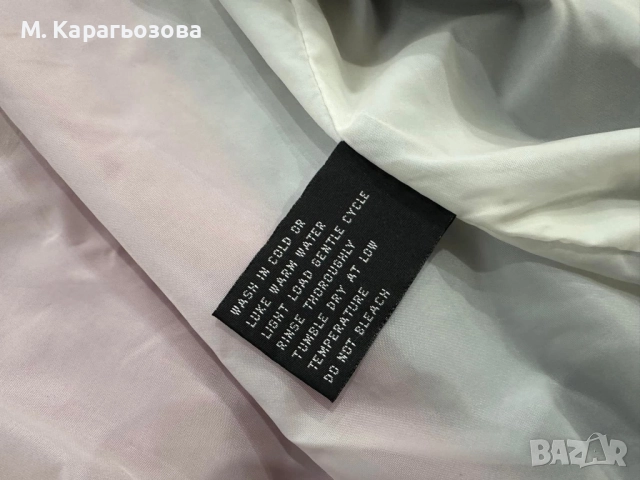 М. Карагьозова
WASH IN COLD OR
LUKE WARM WATER
LIGHT LOAD GENTLE CYCLE
RINSE THOROUGHLY
TUMBLE DRY AT LOW
TEMPERATURE
DO NOT BLEACH
BAZAR